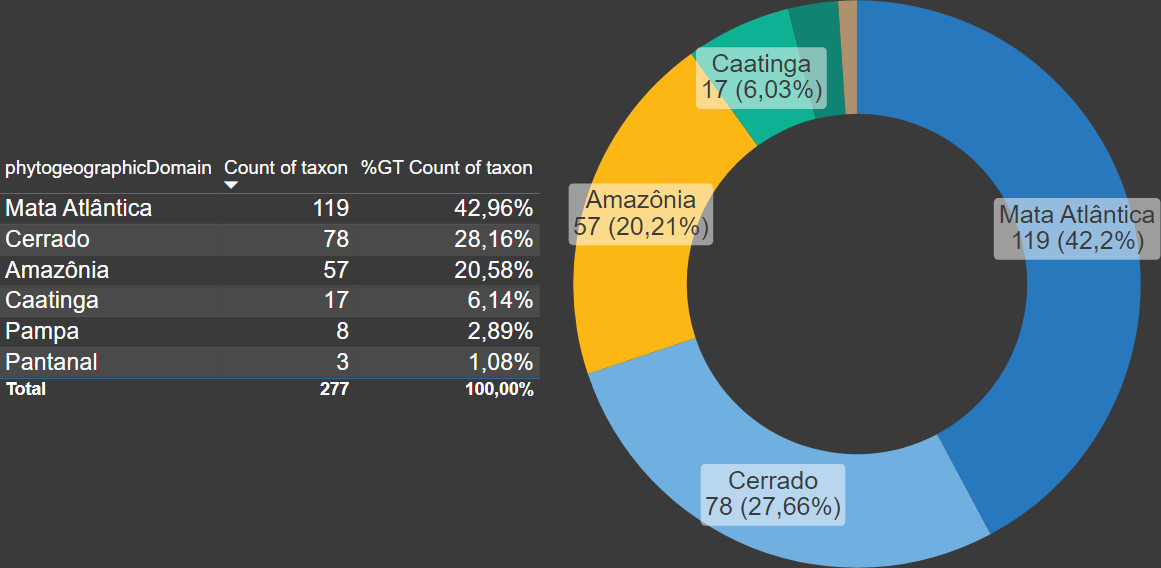 phytogeographicDomain Count of taxon %GT Count of taxon
Mata Atlântica 119 42,96%
Cerrado 78 28,16%
Amazônia 57 20,58%
Caatinga 17 6,14%
Pampa 8 2,89%
Pantanal 3 1,08%
Total 277 100,00%
Caatinga
17 (6,03%)
Amazônia
57 (20,21%)
Mata Atlântica
119 (42,2%)
Cerrado
78 (27,66%)